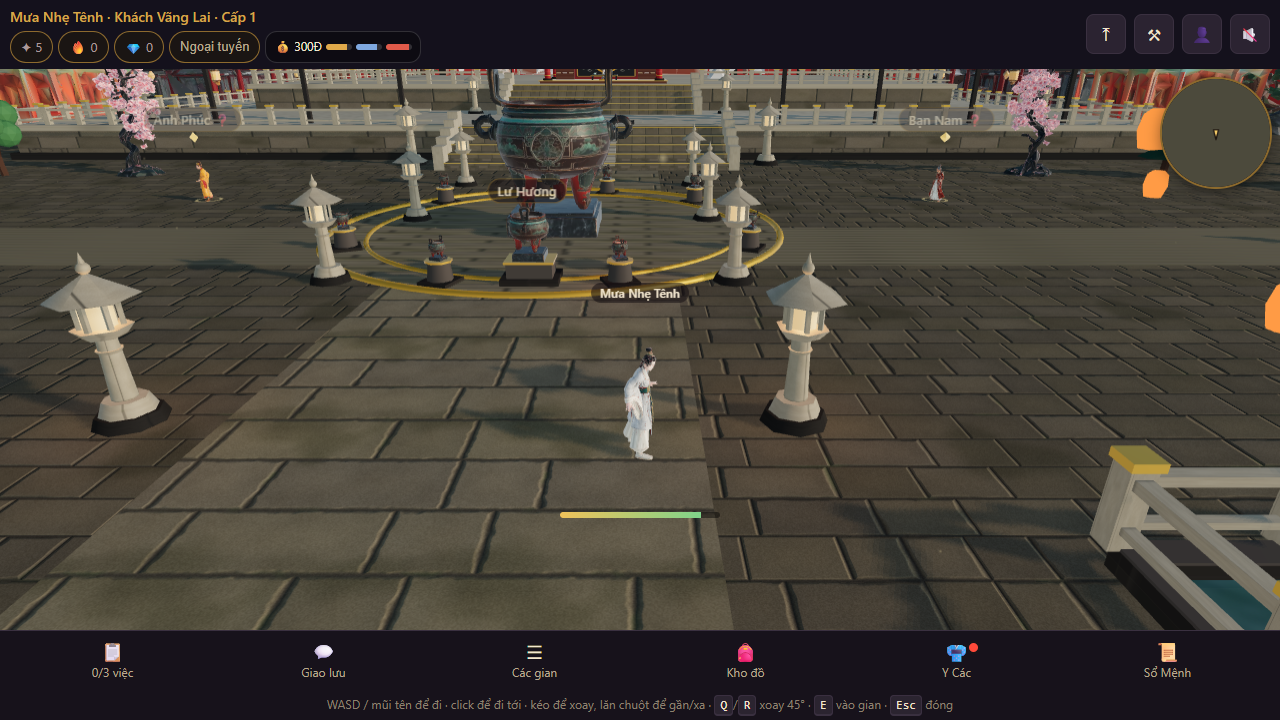 Mưa Nhẹ Tênh · Khách Vãng Lai · Cấp 1
5
0
0
Ngoại tuyến
300Đ
Anh Phúc
Bạn Nam
Lư Hương
Mưa Nhẹ Tênh
0/3 việc
Giao lưu
Các gian
Kho đồ
Y Các
Sổ Mệnh
WASD / mũi tên để đi · click để đi tới · kéo để xoay, lăn chuột để gần/xa · Q / R xoay 45° · E vào gian · Esc đóng